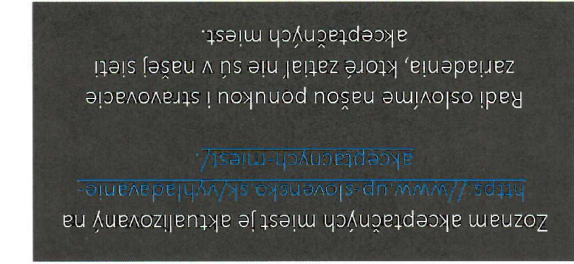 Zoznam akceptačných miest je aktualizovaný na
https://www.up-slovensko.sk/vyhladavanie-
akceptacnych-miest/.
Radi oslovíme našou ponukou i stravovacie
zariadenia, ktoré zatiaľ nie sú v našej sieti
akceptačných miest.